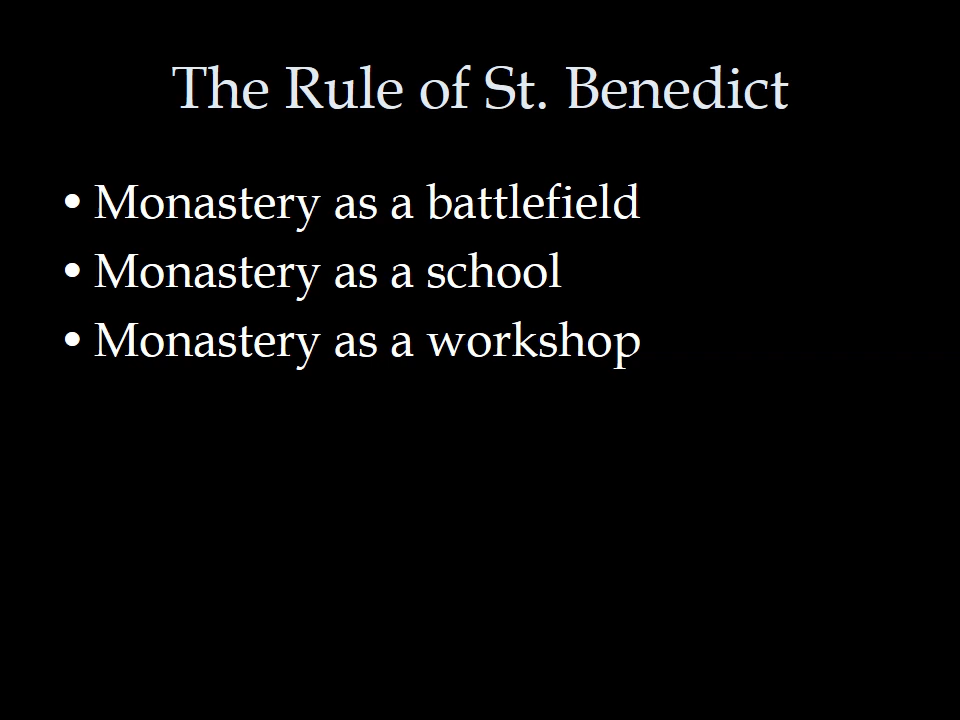 The Rule of St. Benedict
• Monastery as a battlefield
• Monastery as a school
• Monastery as a workshop